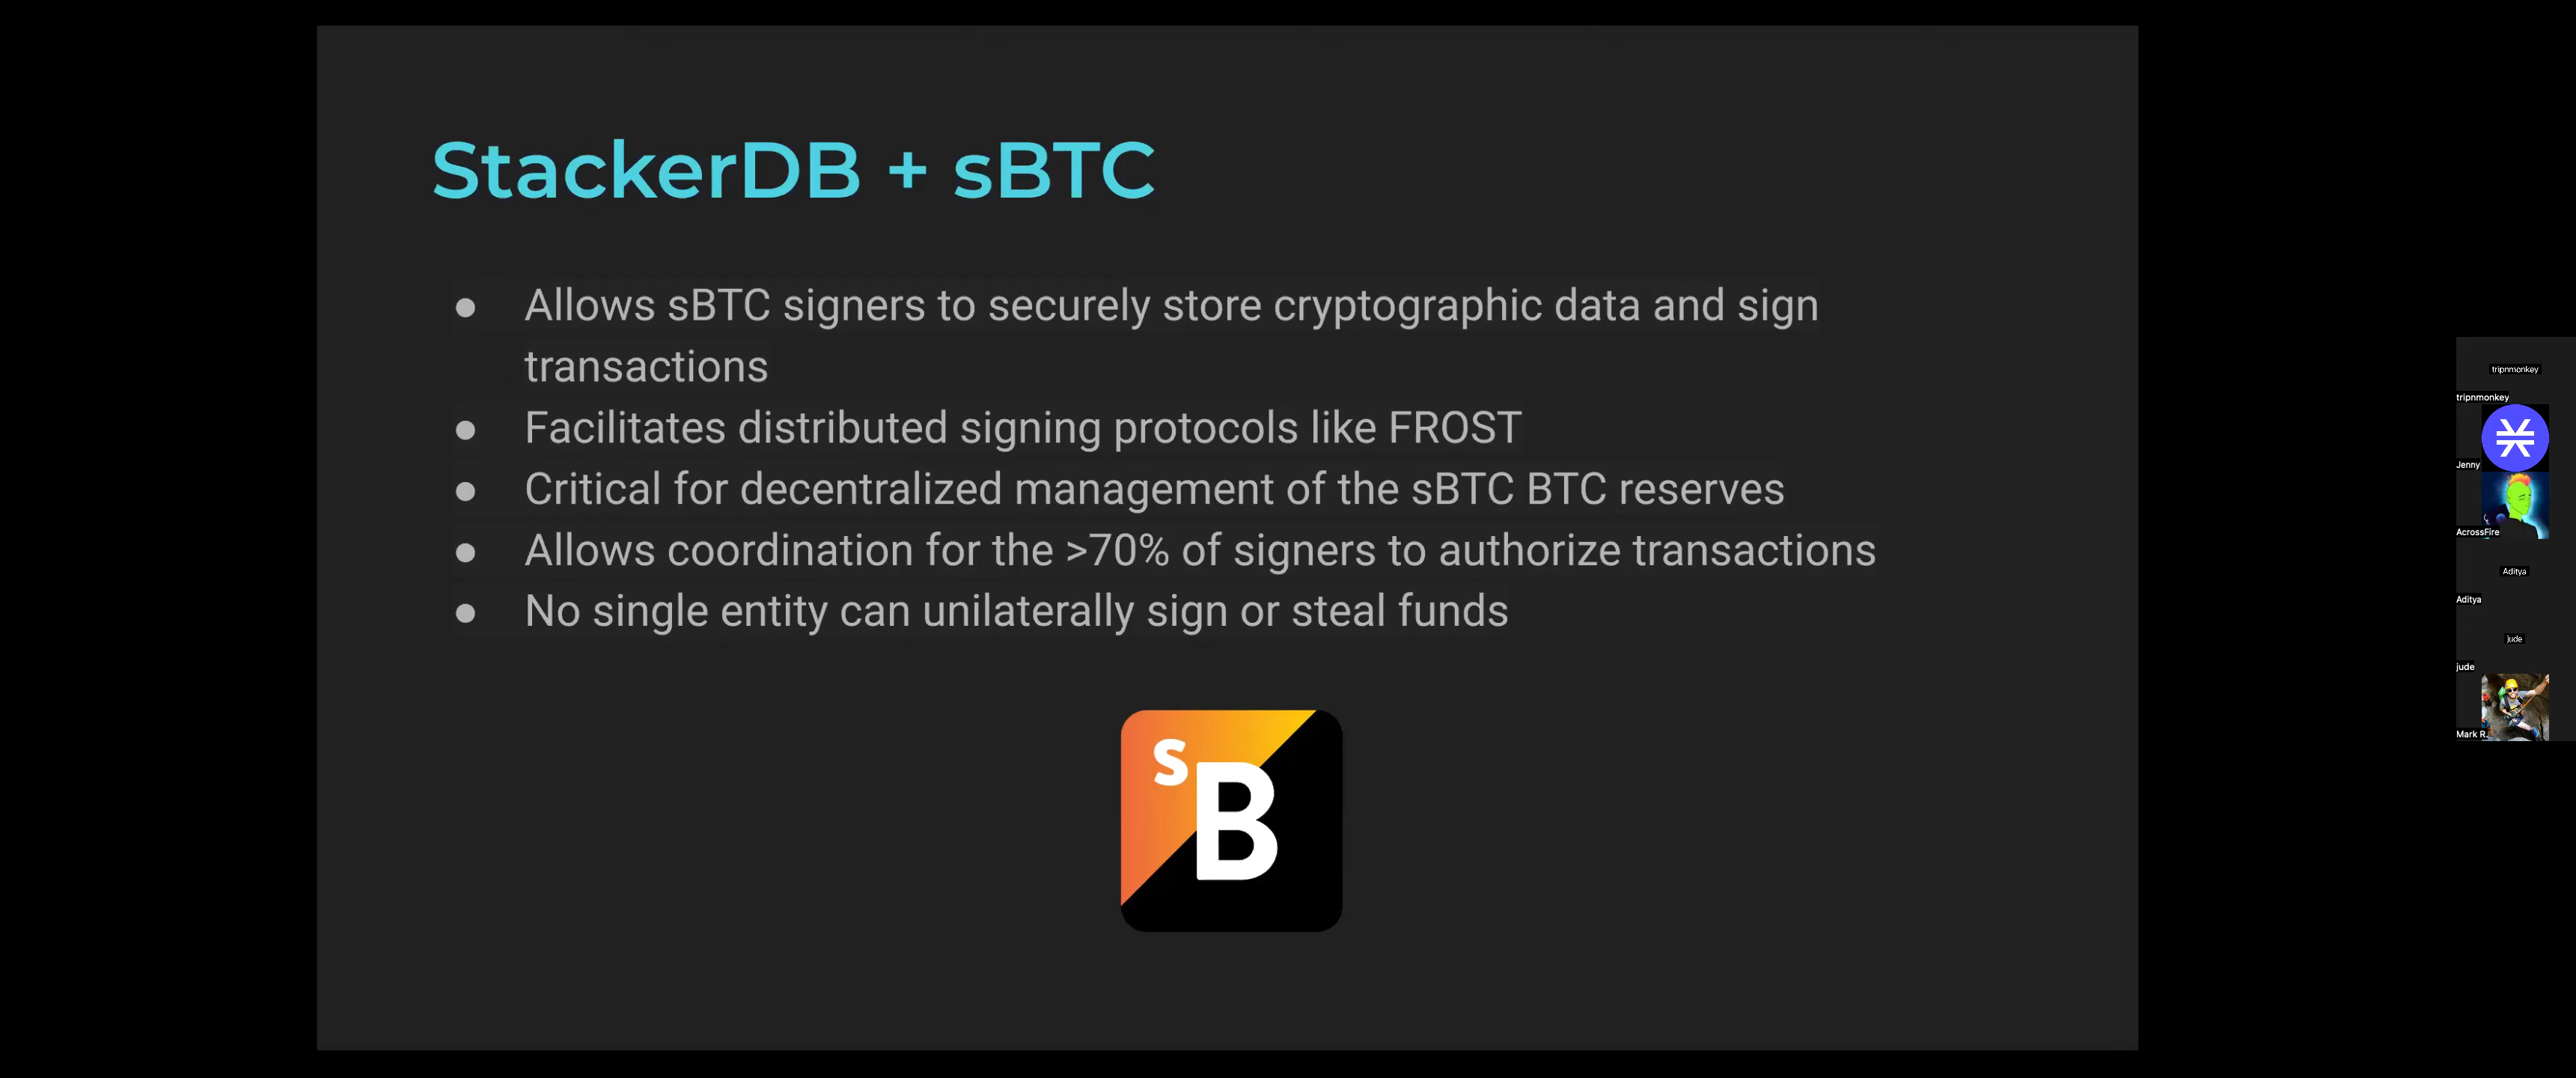 StackerDB + sBTC
● Allows sBTC signers to securely store cryptographic data and sign
transactions
● Facilitates distributed signing protocols like FROST
● Critical for decentralized management of the sBTC BTC reserves
● Allows coordination for the >70% of signers to authorize transactions
● No single entity can unilaterally sign or steal funds
sB
tripnmonkey
tripnmonkey
Jenny
AcrossFire
Aditya
Aditya
jude
jude
Mark R.